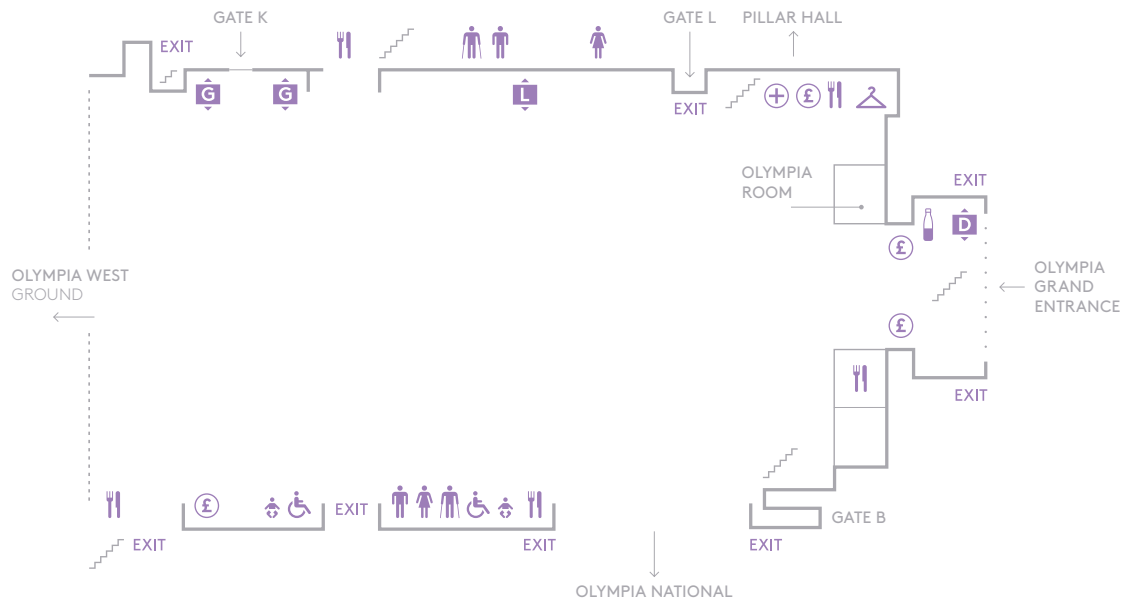 GATE K
GATE L
PILLAR HALL
EXIT
G
G
L
EXIT
£
OLYMPIA
ROOM
EXIT
D
£
OLYMPIA WEST
GROUND
OLYMPIA
GRAND
ENTRANCE
£
EXIT
£
EXIT
GATE B
EXIT
EXIT
EXIT
OLYMPIA NATIONAL